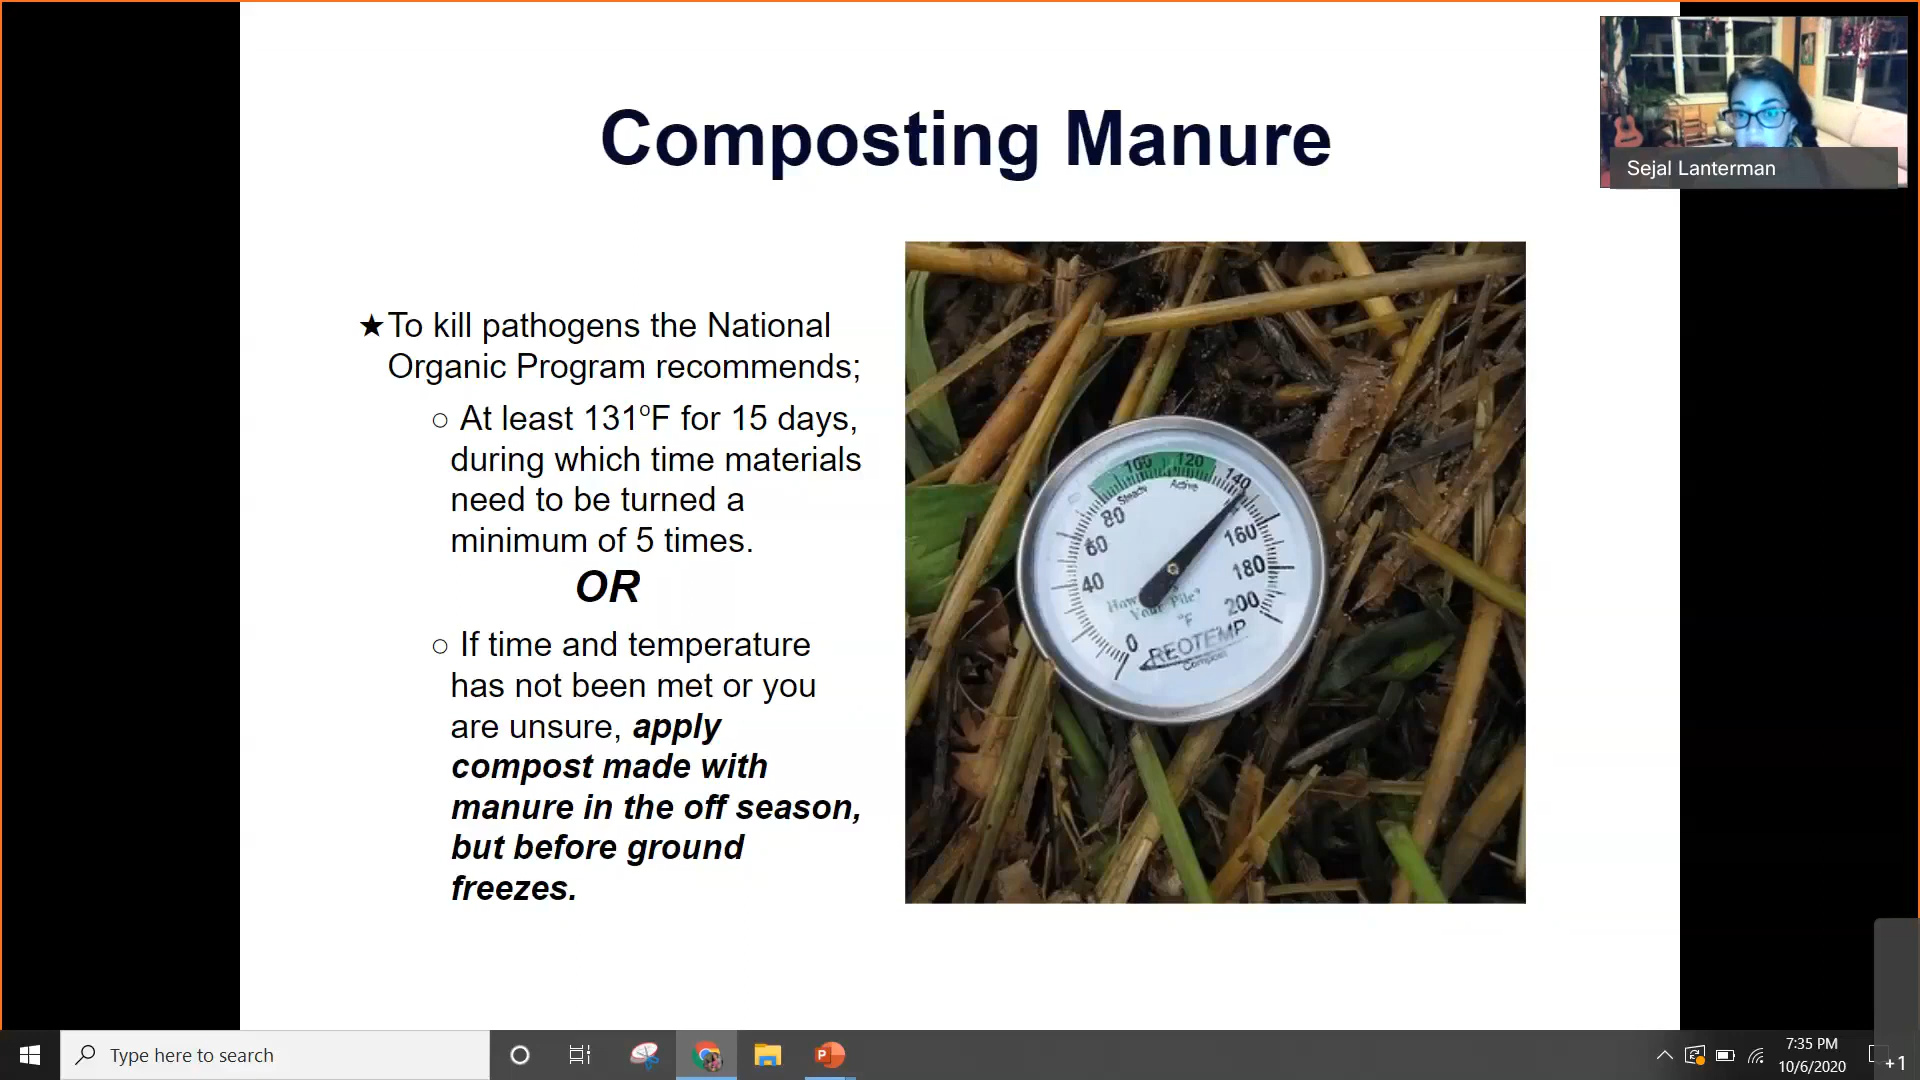 Composting Manure
Sejal Lanterman
★To kill pathogens the National
Organic Program recommends;
○ At least 131ºF for 15 days,
during which time materials
need to be turned a
minimum of 5 times.
OR
○ If time and temperature
has not been met or you
are unsure, apply
compost made with
manure in the off season,
but before ground
freezes.
100 120 140
Steady Active
80
60
40
0
160
180
200
Your Pile?
°F
REOTEMP
Compost
Type here to search
7:35 PM
10/6/2020
+1